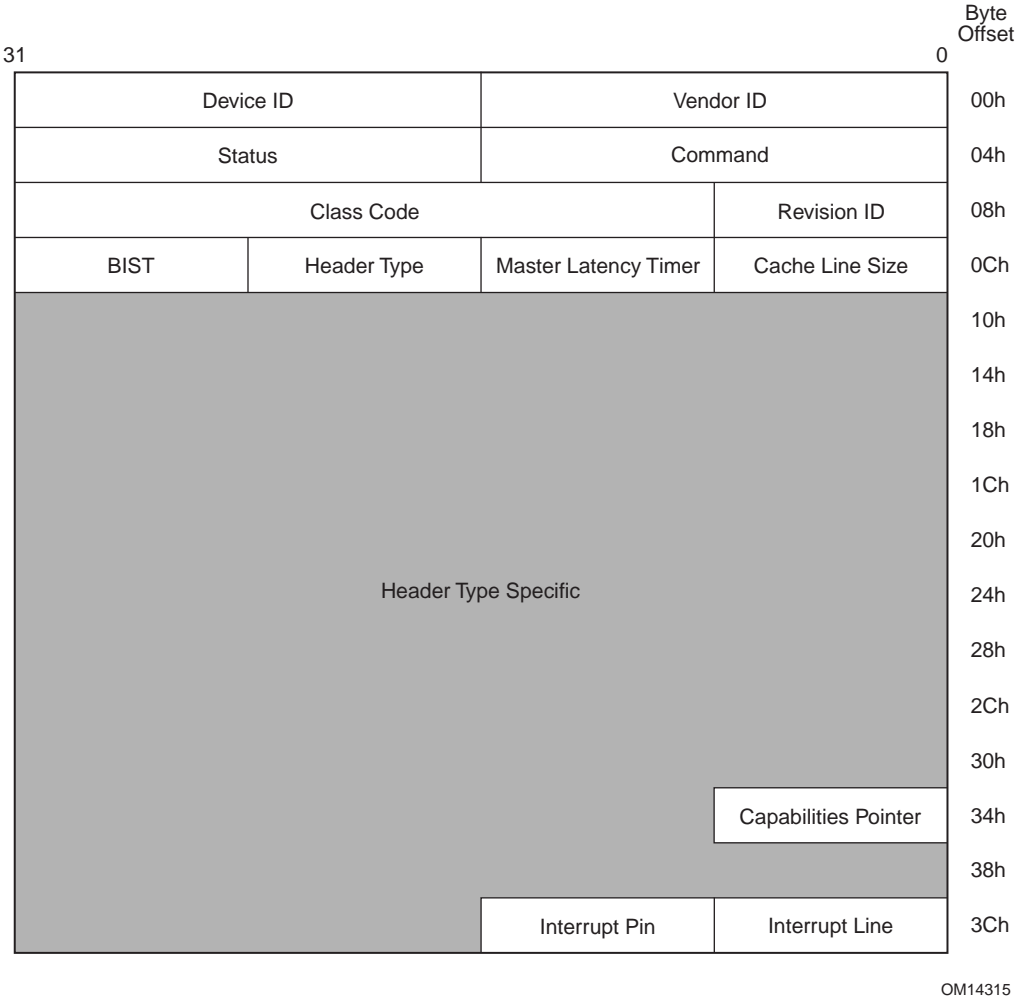 Byte
Offset
31 0
Device ID Vendor ID 00h
Status Command 04h
Class Code Revision ID 08h
BIST Header Type Master Latency Timer Cache Line Size 0Ch
10h
14h
18h
1Ch
20h
Header Type Specific 24h
28h
2Ch
30h
Capabilities Pointer 34h
38h
Interrupt Pin Interrupt Line 3Ch
OM14315